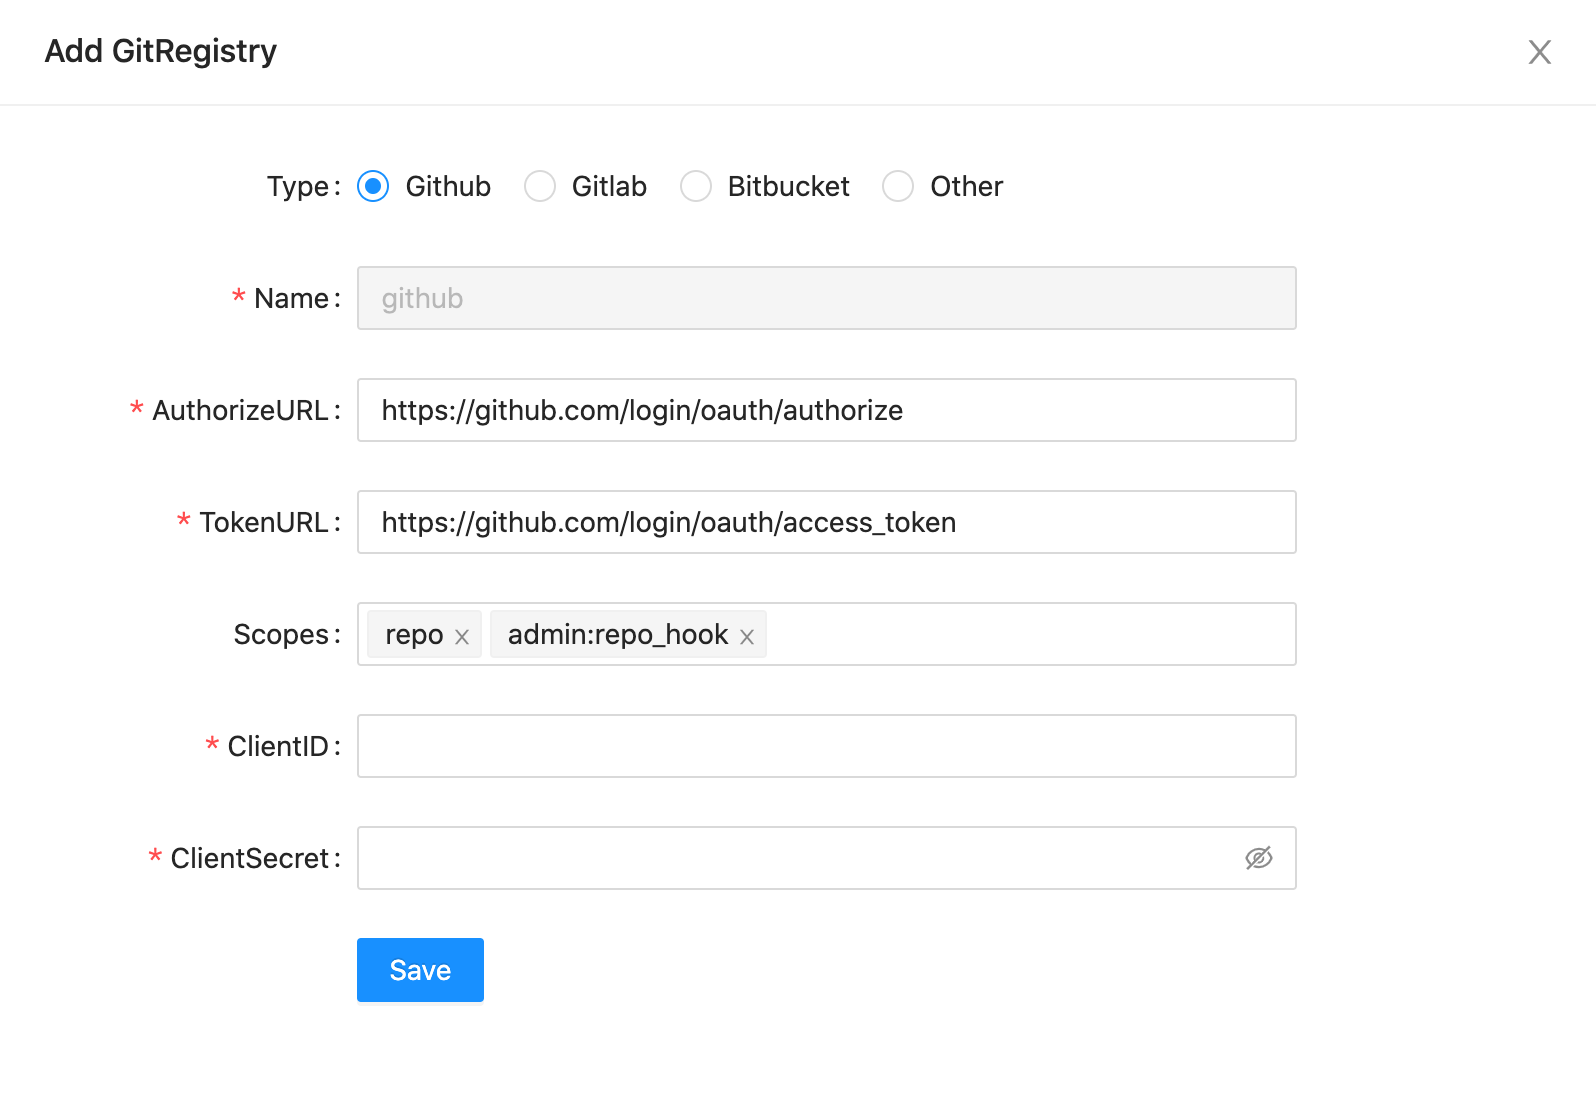 Add GitRegistry
Type: Github Gitlab Bitbucket Other
* Name: github
* AuthorizeURL: https://github.com/login/oauth/authorize
* TokenURL: https://github.com/login/oauth/access_token
Scopes: repo x admin:repo_hook x
* ClientID:
* ClientSecret:
Save